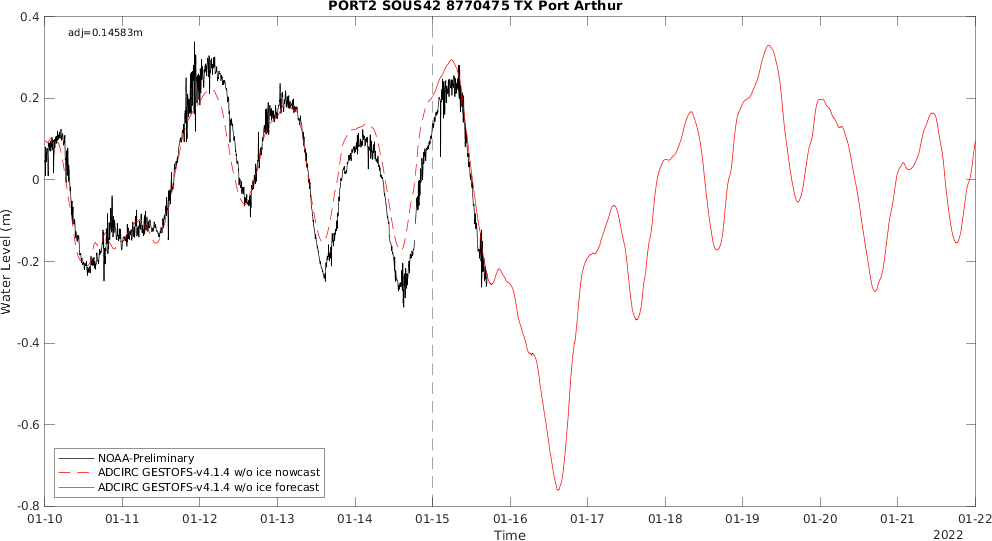 PORT2 SOUS42 8770475 TX Port Arthur
adj=0.14583m
0.4
0.2
0
-0.2
-0.4
-0.6
-0.8
Water Level (m)
NOAA-Preliminary
ADCIRC GESTOFS-v4.1.4 w/o ice nowcast
ADCIRC GESTOFS-v4.1.4 w/o ice forecast
01-10 01-11 01-12 01-13 01-14 01-15 01-16 01-17 01-18 01-19 01-20 01-21 01-22
Time
2022